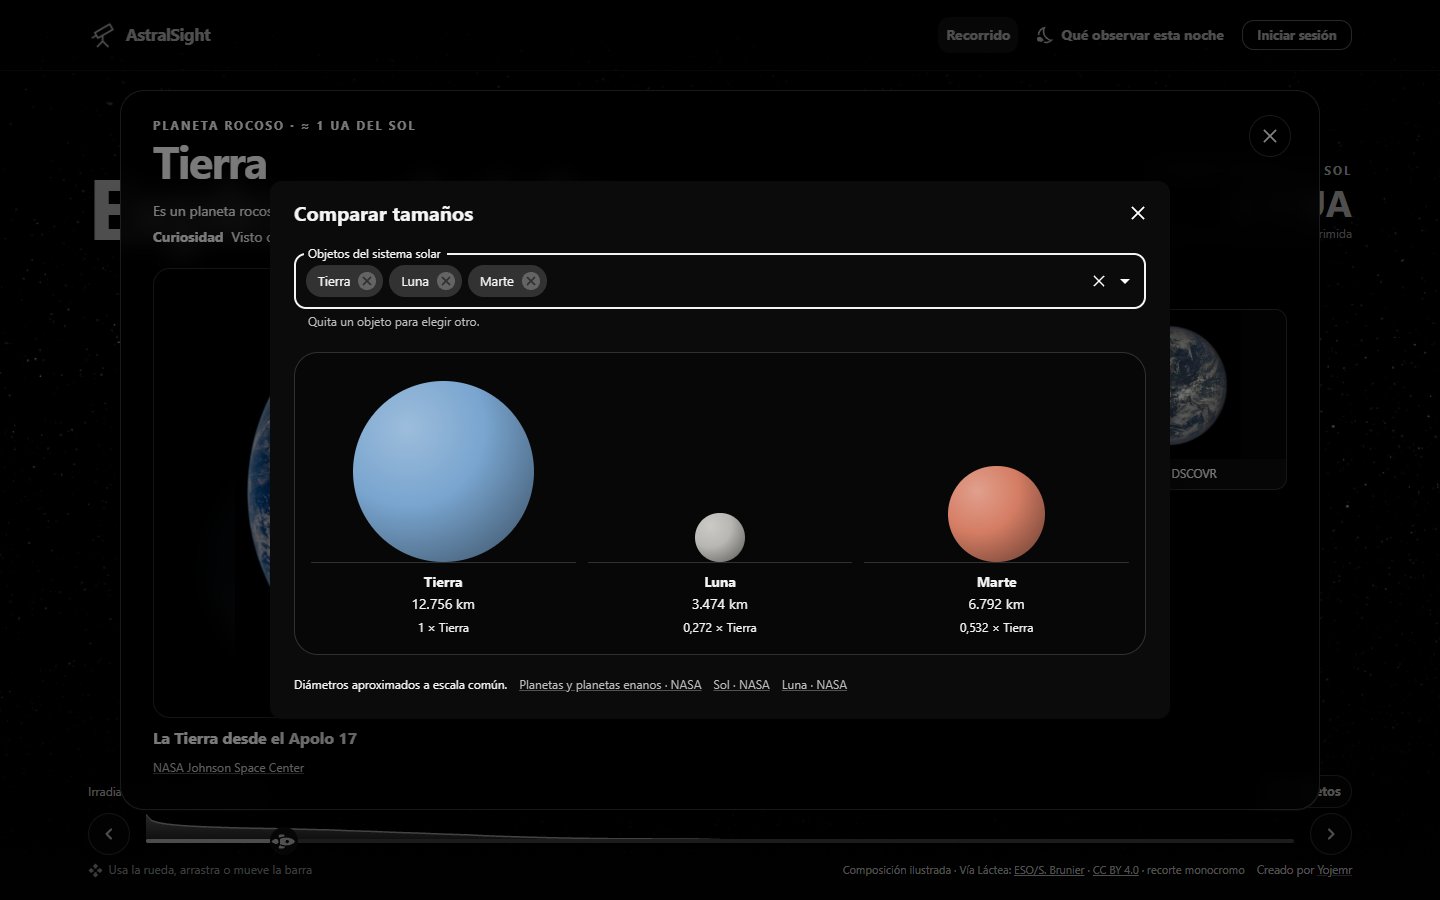 AstralSight
Recorrido
Qué observar esta noche
Iniciar sesión
PLANETA ROCOSO · ≈ 1 UA DEL SOL
Tierra
SOL
UA
rimida
Es un planeta rocos
Curiosidad Visto d
Comparar tamaños
Objetos del sistema solar
Tierra Luna Marte
Quita un objeto para elegir otro.
Tierra
12.756 km
1 × Tierra
Luna
3.474 km
0,272 × Tierra
Marte
6.792 km
0,532 × Tierra
DSCOVR
Diámetros aproximados a escala común. Planetas y planetas enanos · NASA Sol · NASA Luna · NASA
La Tierra desde el Apolo 17
NASA Johnson Space Center
Irradia
etos
Usa la rueda, arrastra o mueve la barra
Composición ilustrada · Vía Láctea: ESO/S. Brunier · CC BY 4.0 · recorte monocromo Creado por Yojemr